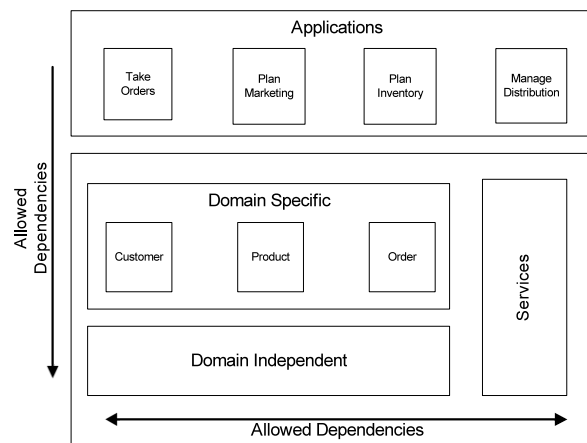 Applications
Take
Orders
Plan
Marketing
Plan
Inventory
Manage
Distribution
Allowed
Dependencies
Domain Specific
Customer
Product
Order
Services
Domain Independent
Allowed Dependencies